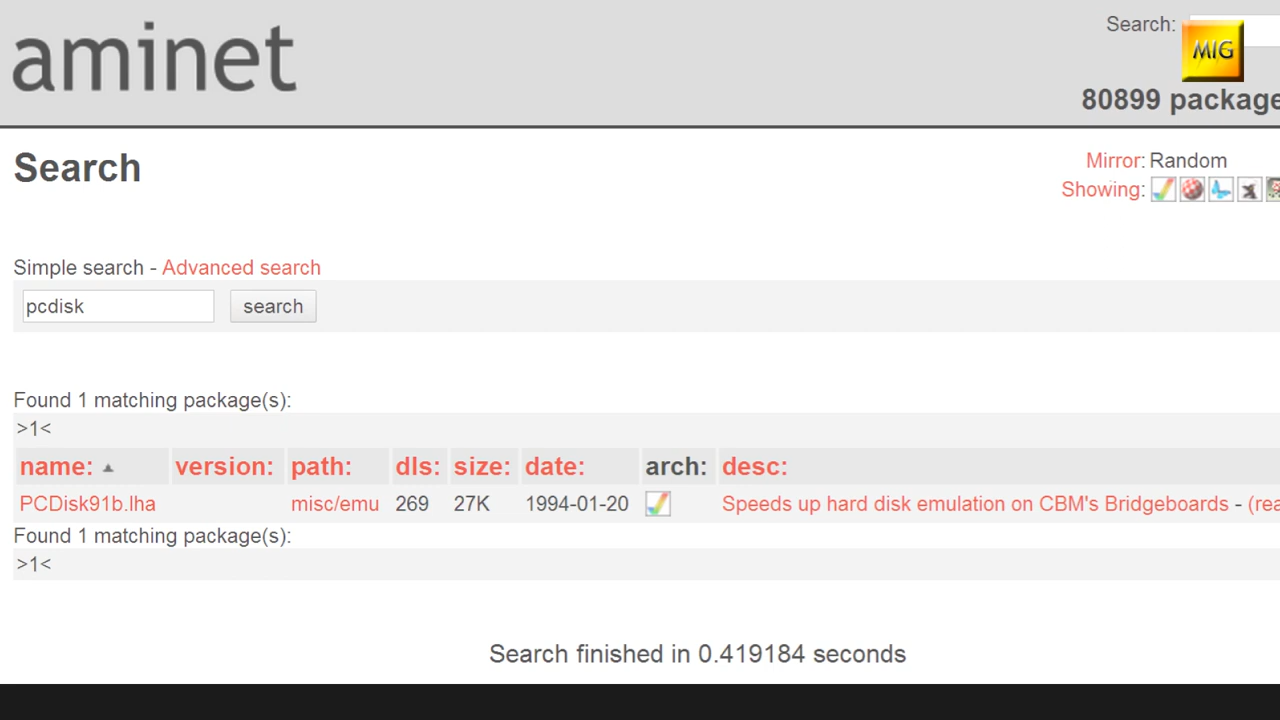 aminet
Search:
MIG
80899 package
Search
Mirror: Random
Showing:
Simple search - Advanced search
pcdisk
search
Found 1 matching package(s):
>1<
name: version: path: dls: size: date: arch: desc:
PCDisk91b.lha misc/emu 269 27K 1994-01-20 Speeds up hard disk emulation on CBM's Bridgeboards - (rea
Found 1 matching package(s):
>1<
Search finished in 0.419184 seconds